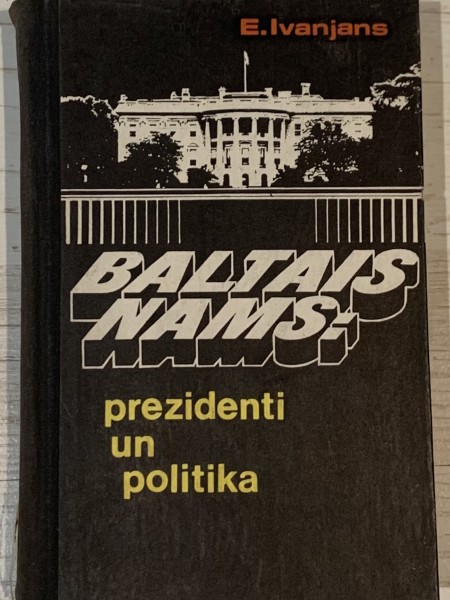 E.Ivanjans
BALTAIS
NAMS:
prezidenti
un
politika